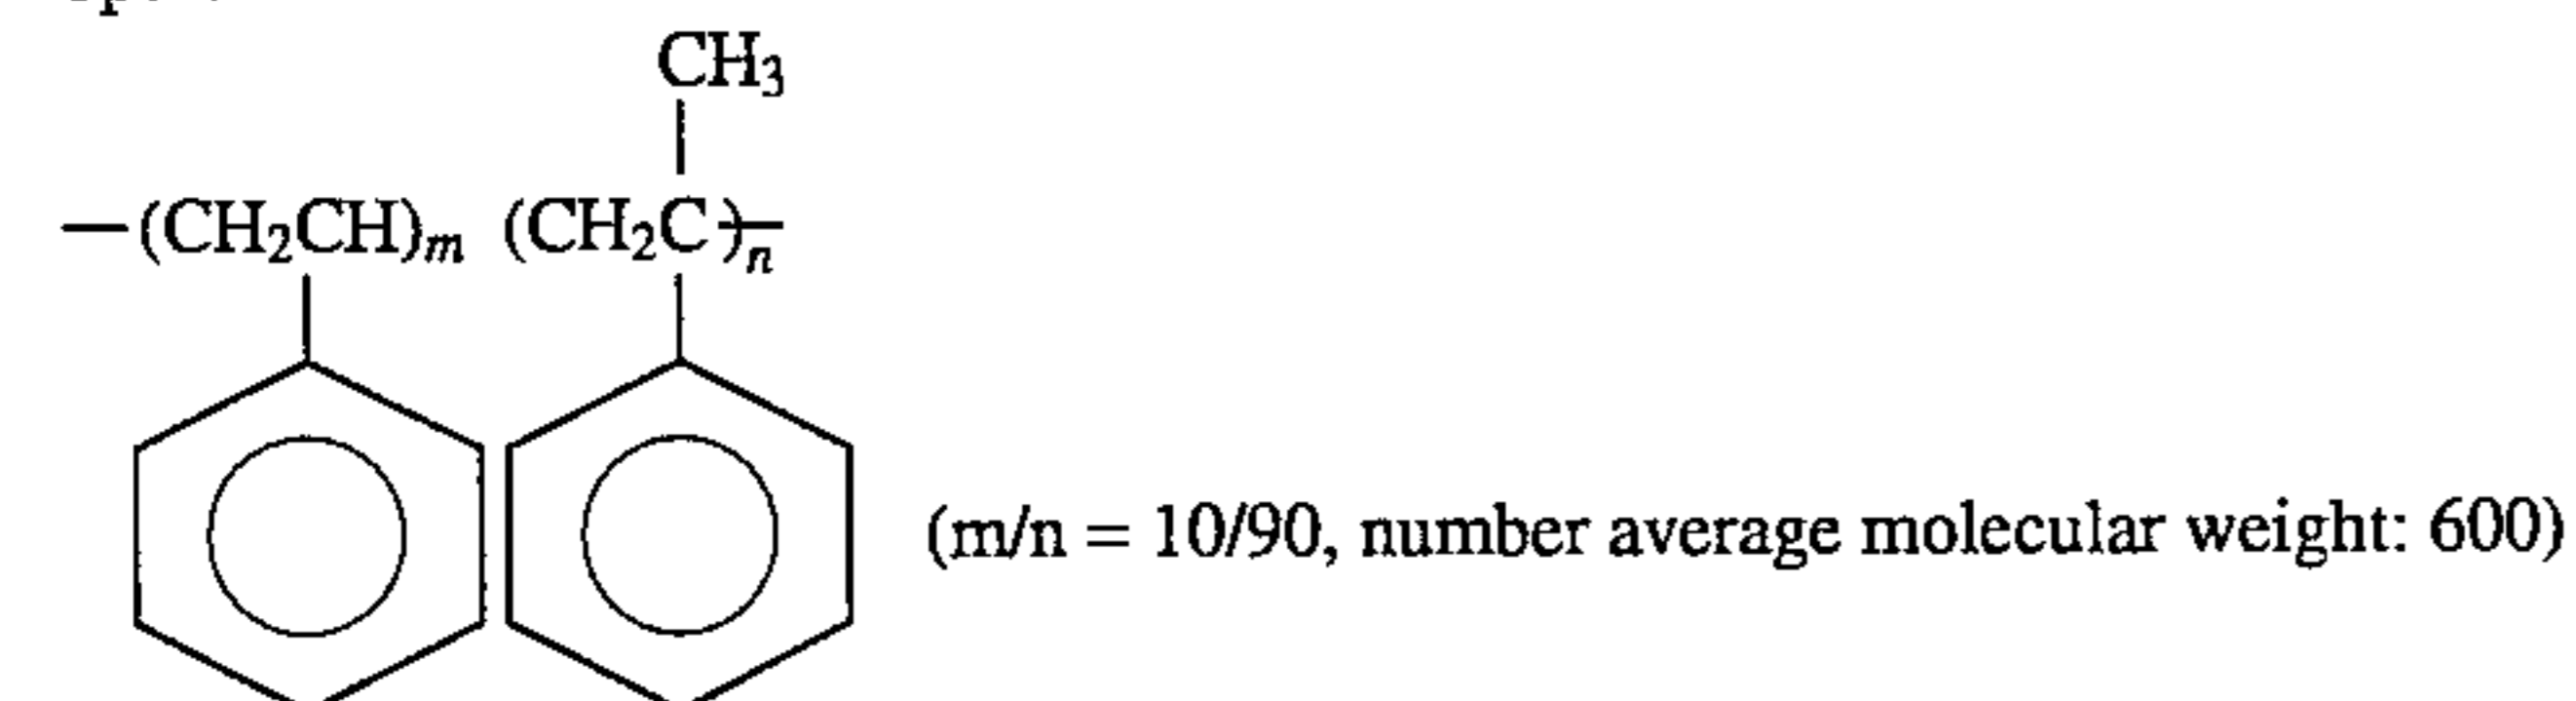 CH3
—(CH2CH)m (CH2C)n—
(m/n = 10/90, number average molecular weight: 600)